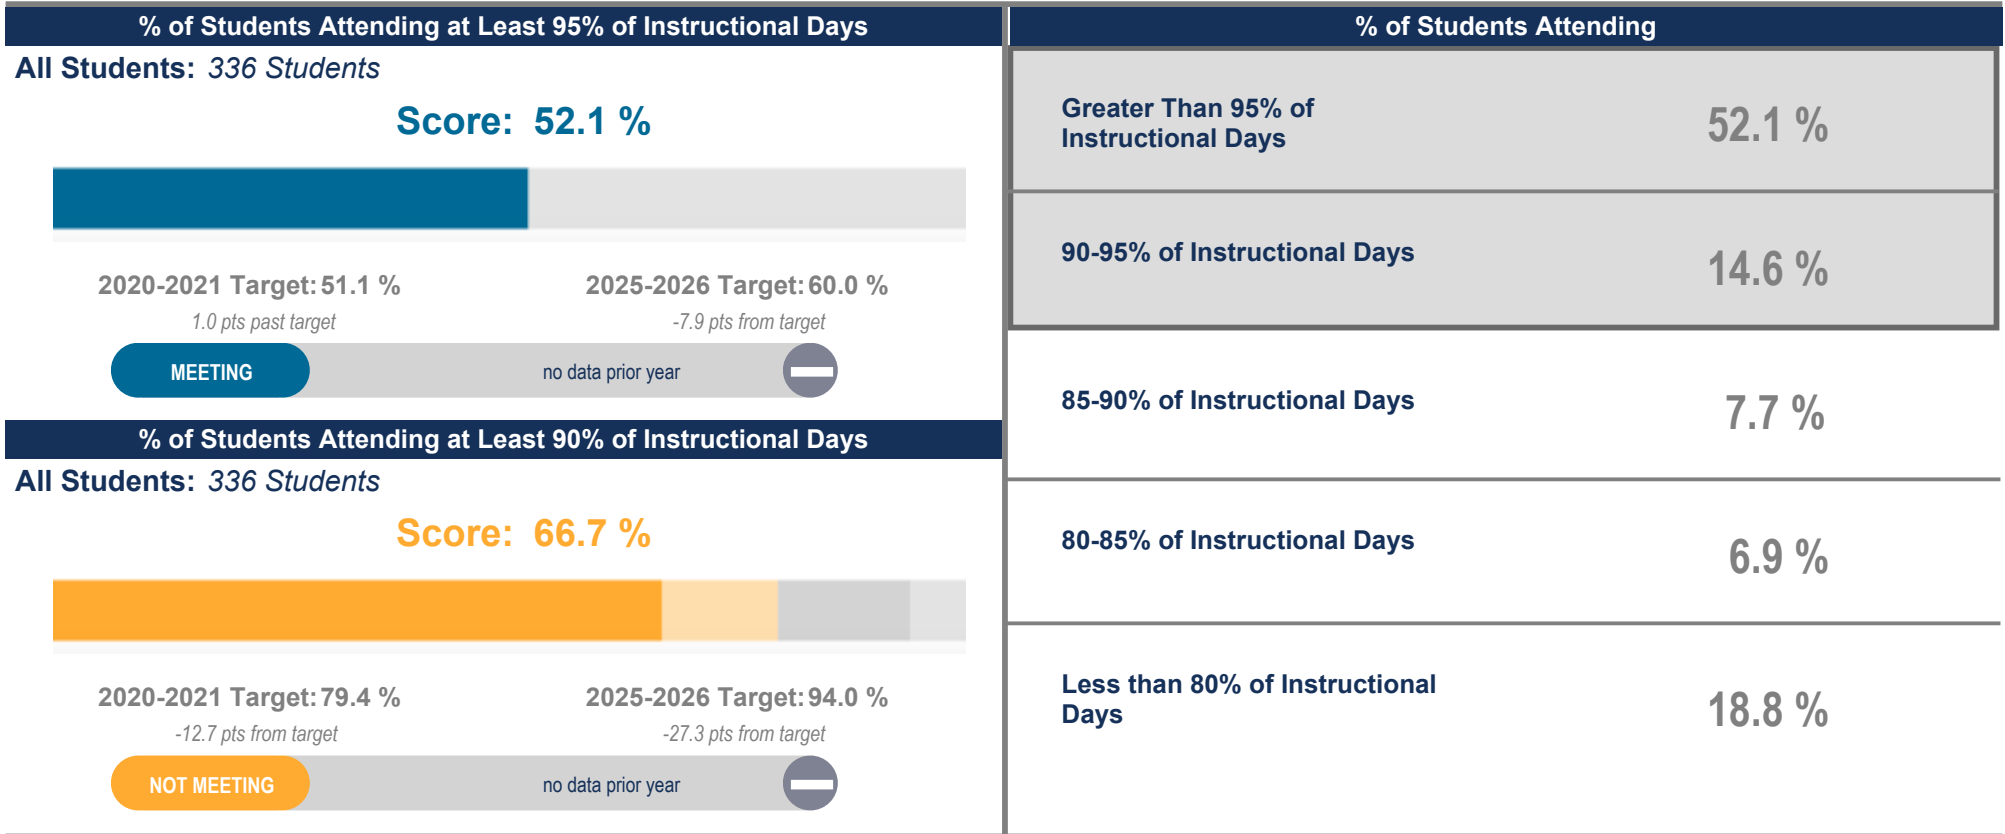 % of Students Attending at Least 95% of Instructional Days
All Students: 336 Students
Score: 52.1 %
2020-2021 Target: 51.1 %
1.0 pts past target
2025-2026 Target: 60.0 %
-7.9 pts from target
MEETING
no data prior year
% of Students Attending at Least 90% of Instructional Days
All Students: 336 Students
Score: 66.7 %
2020-2021 Target: 79.4 %
-12.7 pts from target
2025-2026 Target: 94.0 %
-27.3 pts from target
NOT MEETING
no data prior year
% of Students Attending
Greater Than 95% of
Instructional Days
52.1 %
90-95% of Instructional Days
14.6 %
85-90% of Instructional Days
7.7 %
80-85% of Instructional Days
6.9 %
Less than 80% of Instructional
Days
18.8 %